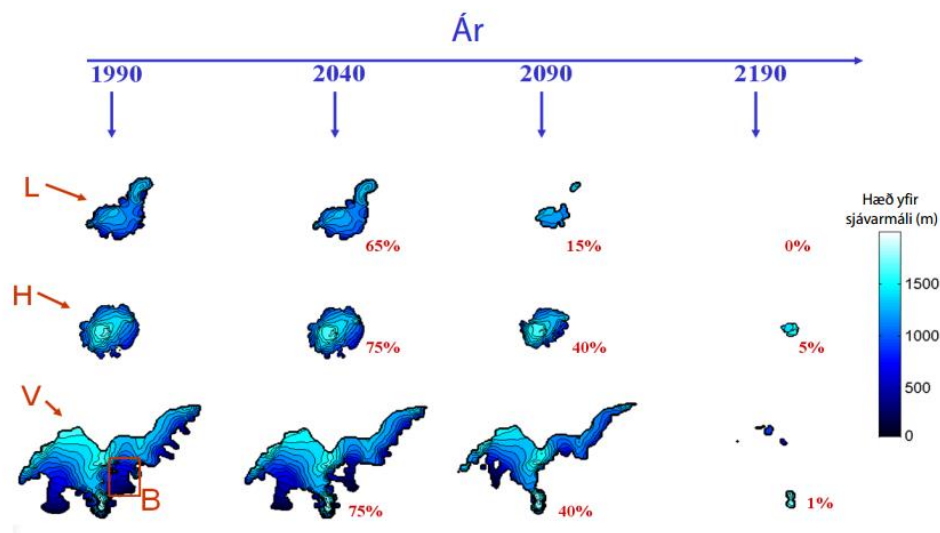 Ár
1990 2040 2090 2190
L
65% 15% 0%
Hæð yfir
sjávarmáli (m)
1500
1000
500
0
H
75% 40% 5%
V
B
75% 40% 1%